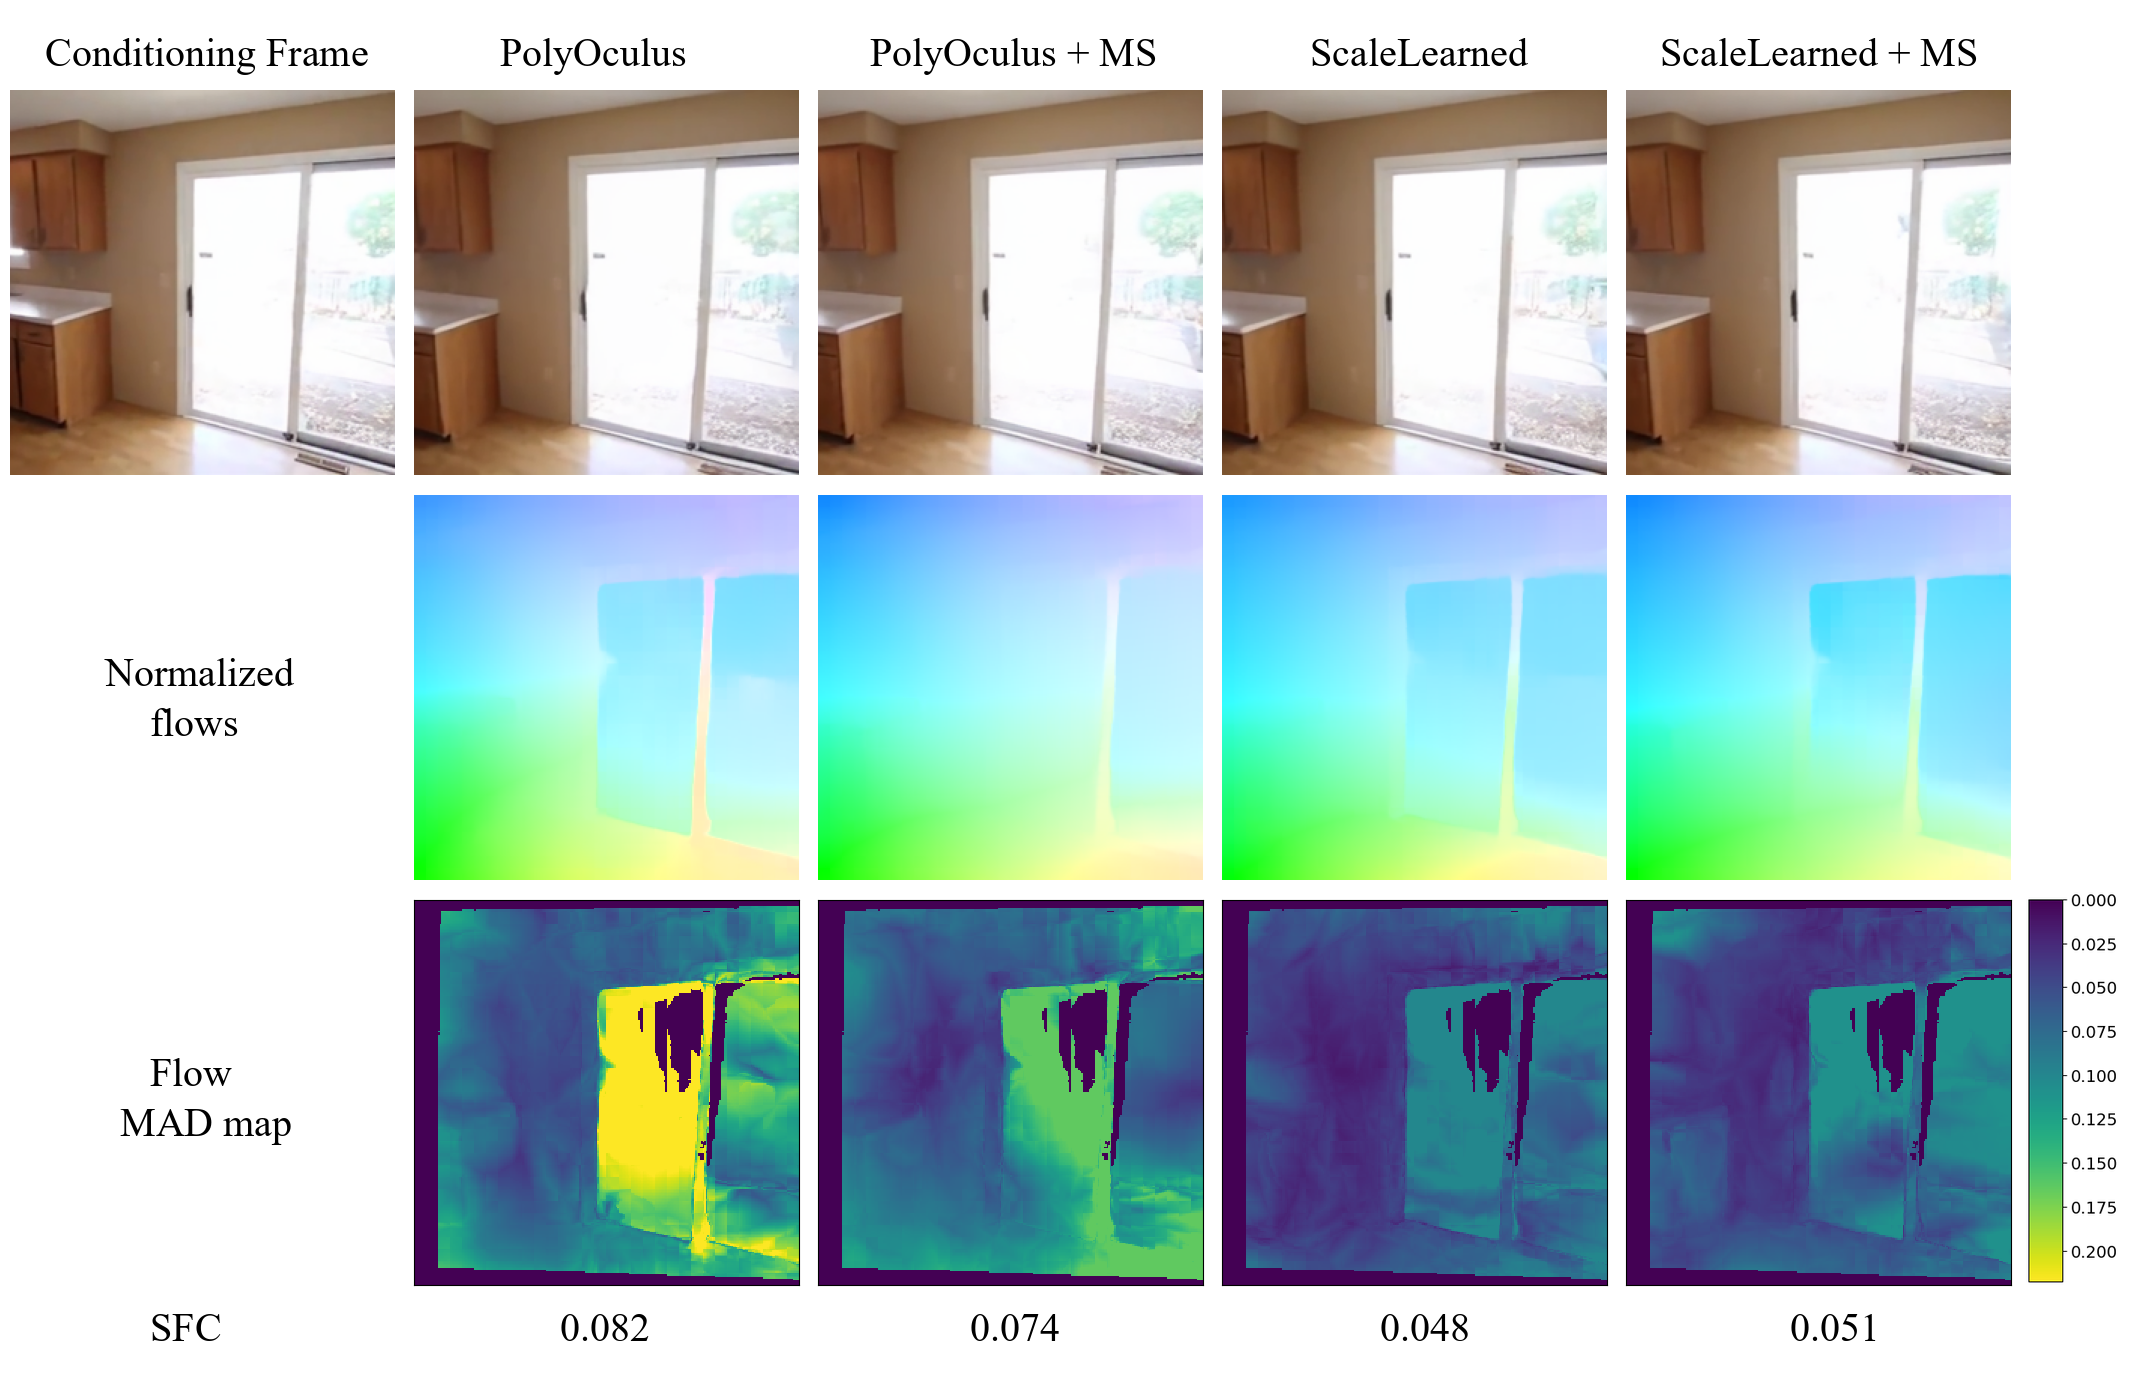 Conditioning Frame
PolyOculus
PolyOculus + MS
ScaleLearned
ScaleLearned + MS
Normalized
flows
Flow
MAD map
0.000
0.025
0.050
0.075
0.100
0.125
0.150
0.175
0.200
SFC
0.082
0.074
0.048
0.051